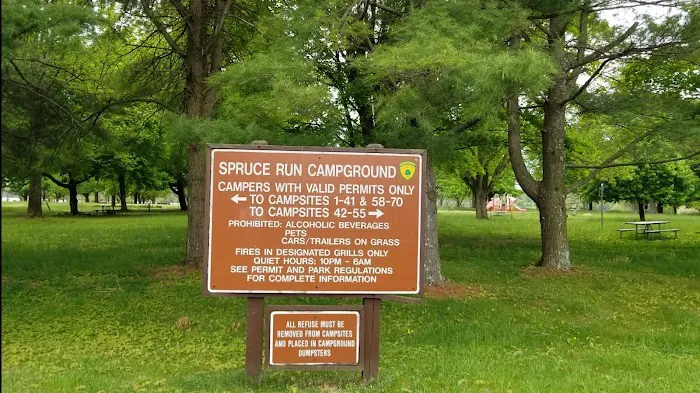 SPRUCE RUN CAMPGROUND
CAMPERS WITH VALID PERMITS ONLY
← TO CAMPSITES 1-41 & 58-70
TO CAMPSITES 42-55 →
PROHIBITED: ALCOHOLIC BEVERAGES
PETS
CARS/TRAILERS ON GRASS
FIRES IN DESIGNATED GRILLS ONLY
QUIET HOURS: 10PM - 6AM
SEE PERMIT AND PARK REGULATIONS
FOR COMPLETE INFORMATION
ALL REFUSE MUST BE
REMOVED FROM CAMPSITES
AND PLACED IN CAMPGROUND
DUMPSTERS